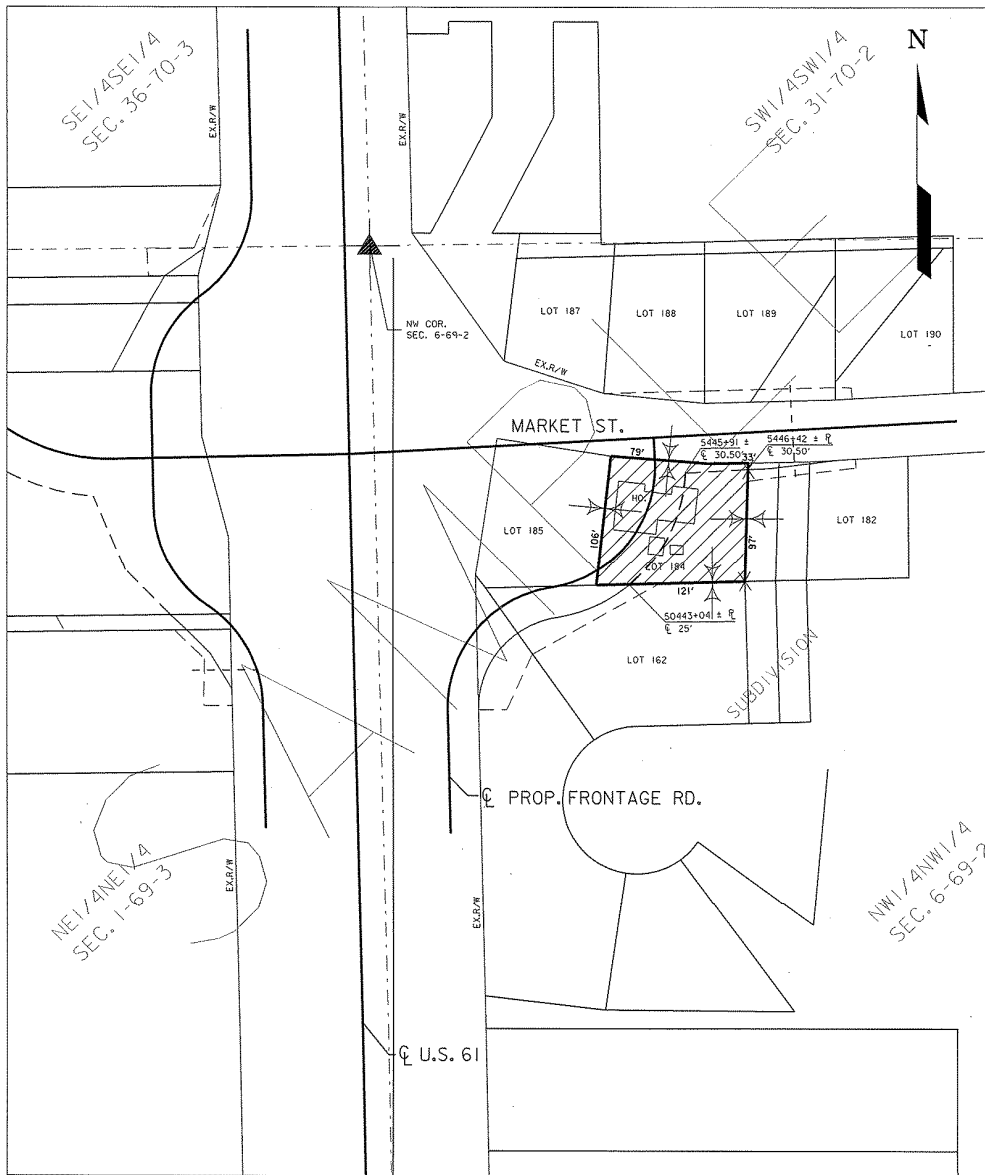 SE1/4SE1/4
SEC. 36-70-3
EX.R/W
EX.R/W
SW1/4SW1/4
SEC. 31-70-2
N
NW COR.
SEC. 6-69-2
LOT 187
LOT 188
LOT 189
LOT 190
EX.R/W
MARKET ST.
5445+91 ±
℄ 30.50'
5446+42 ± ⅊
℄ 30.50'
79'
33'
HO.
LOT 185
106'
97'
LOT 182
LOT 184
121'
50443+04 ± ⅊
℄ 25'
LOT 162
SUBDIVISION
℄ PROP. FRONTAGE RD.
NE1/4NE1/4
SEC. 1-69-3
EX.R/W
EX.R/W
NW1/4NW1/4
SEC. 6-69-2
℄ U.S. 61